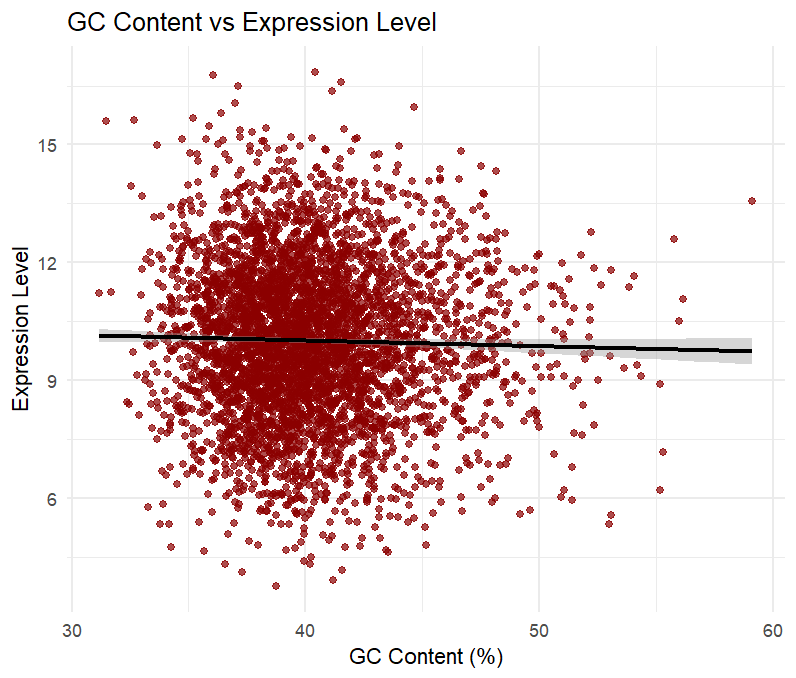 GC Content vs Expression Level
Expression Level
15
12
9
6
30 40 50 60
GC Content (%)